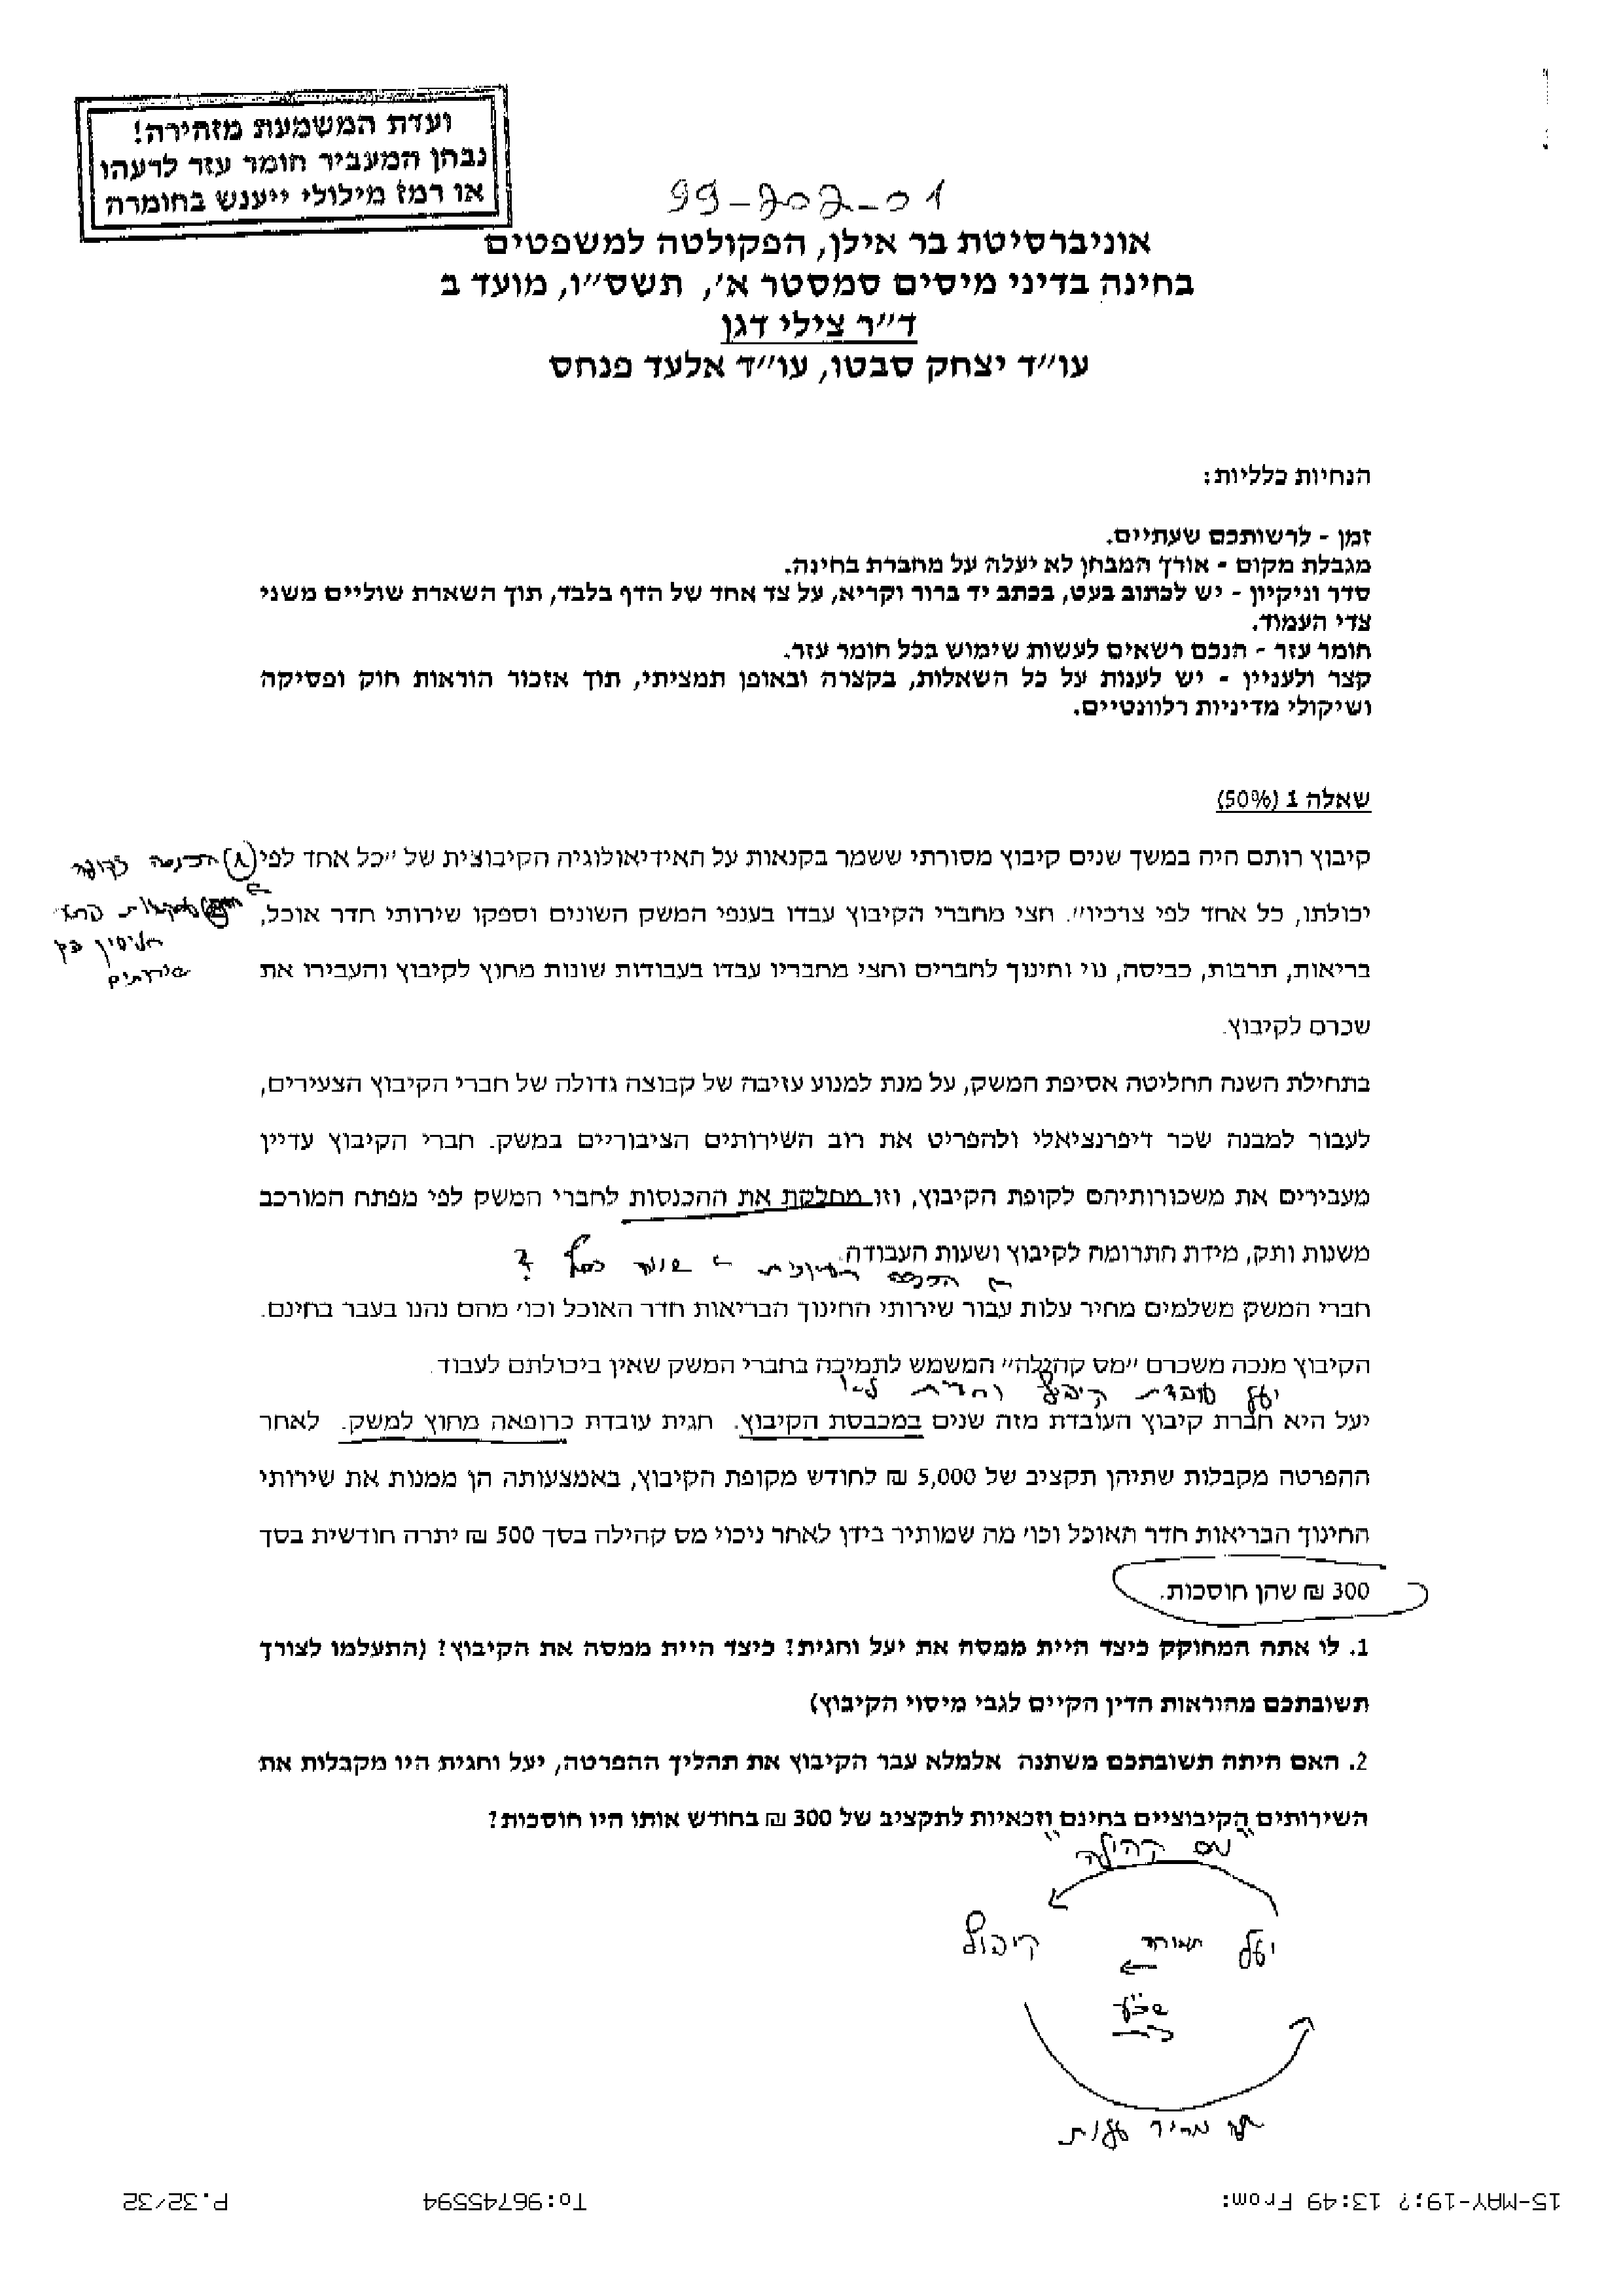 ועדת המשמעת מזהירה!
נבחן המעביר חומר עזר לרעהו
או רמז מילולי ייענש בחומרה
99-202-01
אוניברסיטת בר אילן, הפקולטה למשפטים
בחינה בדיני מיסים סמסטר א', תשס"ו, מועד ב
ד"ר צילי דגן
עו"ד יצחק סבטו, עו"ד אלעד פנחס
הנחיות כלליות:
זמן - לרשותכם שעתיים.
מגבלת מקום - אורך המבחן לא יעלה על מחברת בחינה.
סדר וניקיון - יש לכתוב בעט, בכתב יד ברור וקריא, על צד אחד של הדף בלבד, תוך השארת שוליים משני
צדי העמוד.
חומר עזר - הנכם רשאים לעשות שימוש בכל חומר עזר.
קצר ולעניין - יש לענות על כל השאלות, בקצרה ובאופן תמציתי, תוך אזכור הוראות חוק ופסיקה
ושיקולי מדיניות רלוונטיים.
שאלה 1 (50%)
קיבוץ רותם היה במשך שנים קיבוץ מסורתי ששמר בקנאות על האידיאולוגיה הקיבוצית של "כל אחד לפי
יכולתו, כל אחד לפי צרכיו". חצי מחברי הקיבוץ עבדו בענפי המשק השונים וספקו שירותי חדר אוכל,
בריאות, תרבות, כביסה, נוי וחינוך לחברים וחצי מחבריו עבדו בעבודות שונות מחוץ לקיבוץ והעבירו את
שכרם לקיבוץ.
בתחילת השנה החליטה אסיפת המשק, על מנת למנוע עזיבה של קבוצה גדולה של חברי הקיבוץ הצעירים,
לעבור למבנה שכר דיפרנציאלי ולהפריט את רוב השירותים הציבוריים במשק. חברי הקיבוץ עדיין
מעבירים את משכורותיהם לקופת הקיבוץ, וזו מחלקת את ההכנסות לחברי המשק לפי מפתח המורכב
משנות ותק, מידת התרומה לקיבוץ ושעות העבודה.
חברי המשק משלמים מחיר עלות עבור שירותי החינוך הבריאות חדר האוכל וכו' מהם נהנו בעבר בחינם.
הקיבוץ מנכה משכרם "מס קהילה" המשמש לתמיכה בחברי המשק שאין ביכולתם לעבוד.
יעל היא חברת קיבוץ העובדת מזה שנים במכבסת הקיבוץ. חגית עובדת כרופאה מחוץ למשק. לאחר
ההפרטה מקבלות שתיהן תקציב של 5,000 ₪ לחודש מקופת הקיבוץ, באמצעותה הן ממנות את שירותי
החינוך הבריאות חדר האוכל וכו' מה שמותיר בידן לאחר ניכוי מס קהילה בסך 500 ₪ יתרה חודשית בסך
300 ₪ שהן חוסכות.
1. לו אתה המחוקק כיצד היית ממסה את יעל וחגית? כיצד היית ממסה את הקיבוץ? (התעלמו לצורך
תשובתכם מהוראות הדין הקיים לגבי מיסוי הקיבוץ)
2. האם היתה תשובתכם משתנה אלמלא עבר הקיבוץ את תהליך ההפרטה, יעל וחגית היו מקבלות את
השירותים הקיבוציים בחינם וזכאיות לתקציב של 300 ₪ בחודש אותו היו חוסכות?
"מס קהילה"
יעל
קיבוץ
מחיר עלות
15-MAY-19;? 13:49 From:
To:96745594
P.32/32